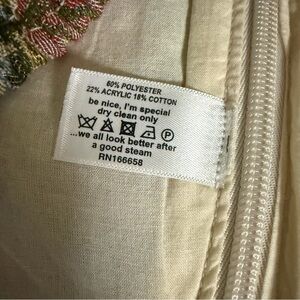 60% POLYESTER
22% ACRYLIC 18% COTTON
be nice, I'm special
dry clean only
P
...we all look better after
a good steam
RN166658